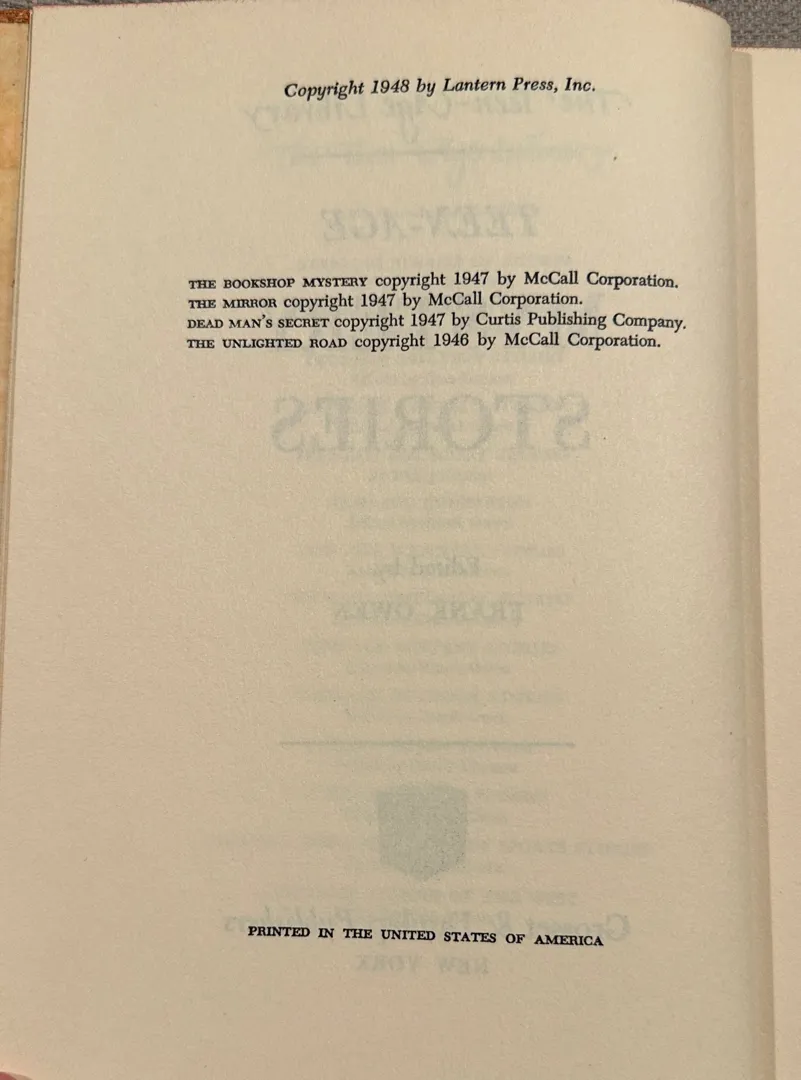 Copyright 1948 by Lantern Press, Inc.
THE BOOKSHOP MYSTERY copyright 1947 by McCall Corporation.
THE MIRROR copyright 1947 by McCall Corporation.
DEAD MAN'S SECRET copyright 1947 by Curtis Publishing Company.
THE UNLIGHTED ROAD copyright 1946 by McCall Corporation.
PRINTED IN THE UNITED STATES OF AMERICA